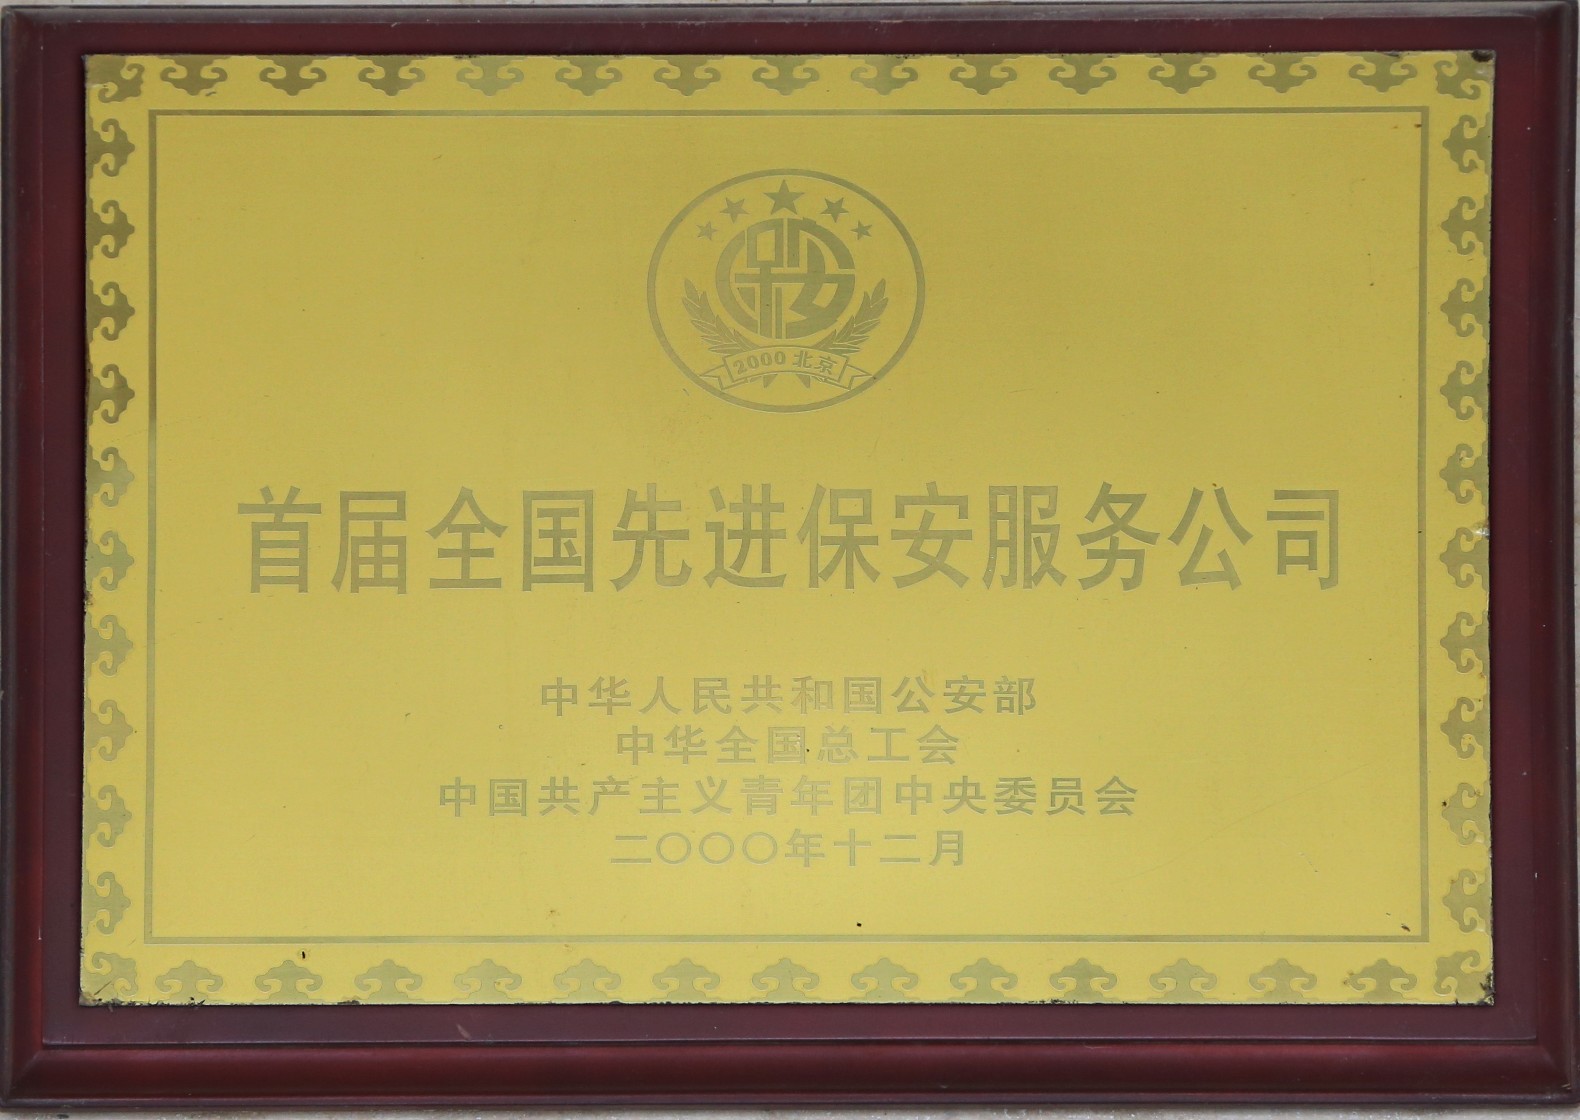 保安
2000 北京
首届全国先进保安服务公司
中华人民共和国公安部
中华全国总工会
中国共产主义青年团中央委员会
二〇〇〇年十二月